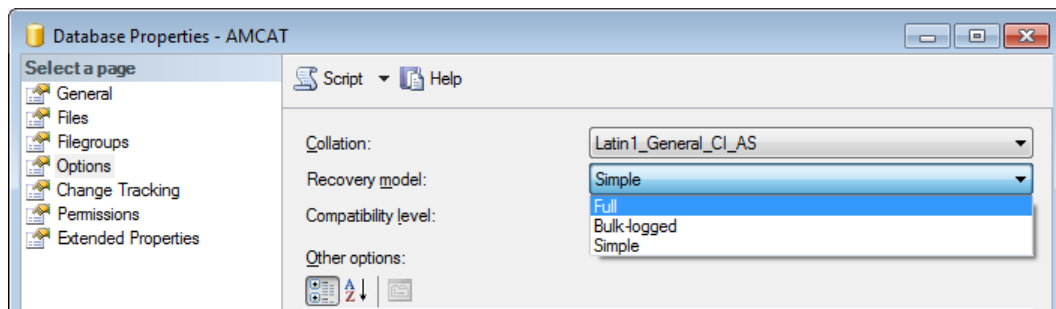 Database Properties - AMCAT
Select a page
General
Files
Filegroups
Options
Change Tracking
Permissions
Extended Properties
Script
Help
Collation:
Latin1_General_CI_AS
Recovery model:
Simple
Full
Bulk-logged
Simple
Compatibility level:
Other options: